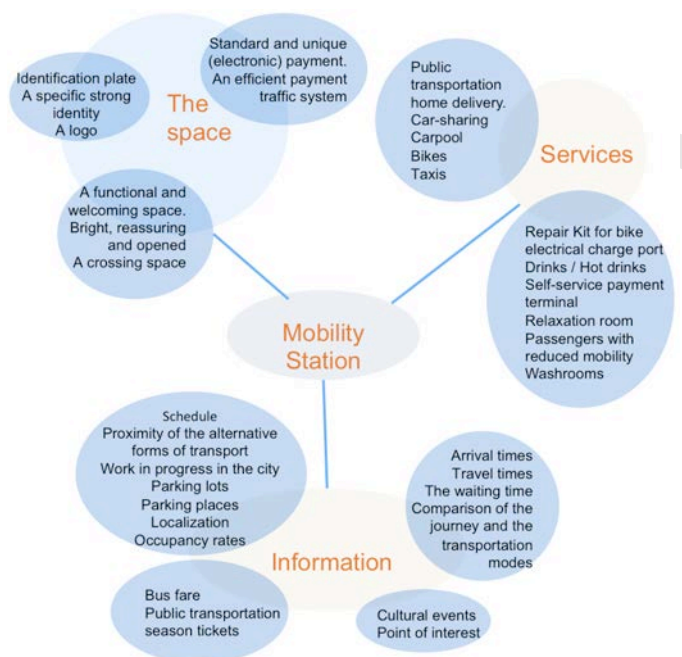 Identification plate
A specific strong
identity
A logo
The
space
Standard and unique
(electronic) payment.
An efficient payment
traffic system
Public
transportation
home delivery.
Car-sharing
Carpool
Bikes
Taxis
Services
A functional and
welcoming space.
Bright, reassuring
and opened
A crossing space
Repair Kit for bike
electrical charge port
Drinks / Hot drinks
Self-service payment
terminal
Relaxation room
Passengers with
reduced mobility
Washrooms
Mobility
Station
Schedule
Proximity of the alternative
forms of transport
Work in progress in the city
Parking lots
Parking places
Localization
Occupancy rates
Arrival times
Travel times
The waiting time
Comparison of the
journey and the
transportation
modes
Information
Bus fare
Public transportation
season tickets
Cultural events
Point of interest